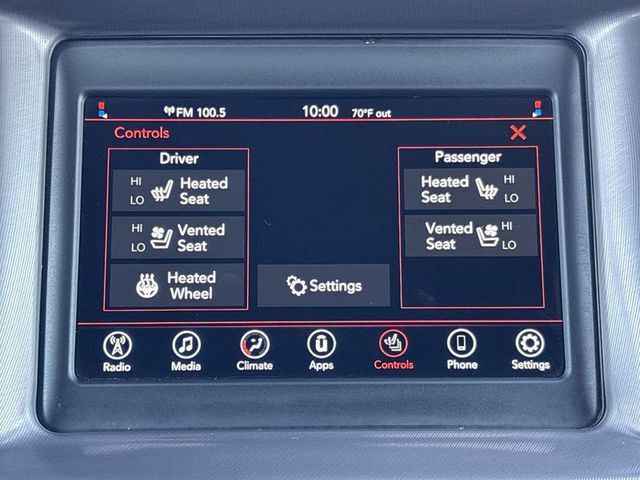 FM 100.5 10:00 70°F out
Controls
Driver
HI
LO
Heated
Seat
HI
LO
Vented
Seat
Heated
Wheel
Settings
Passenger
Heated
Seat
HI
LO
Vented
Seat
HI
LO
Radio Media Climate Apps Controls Phone Settings